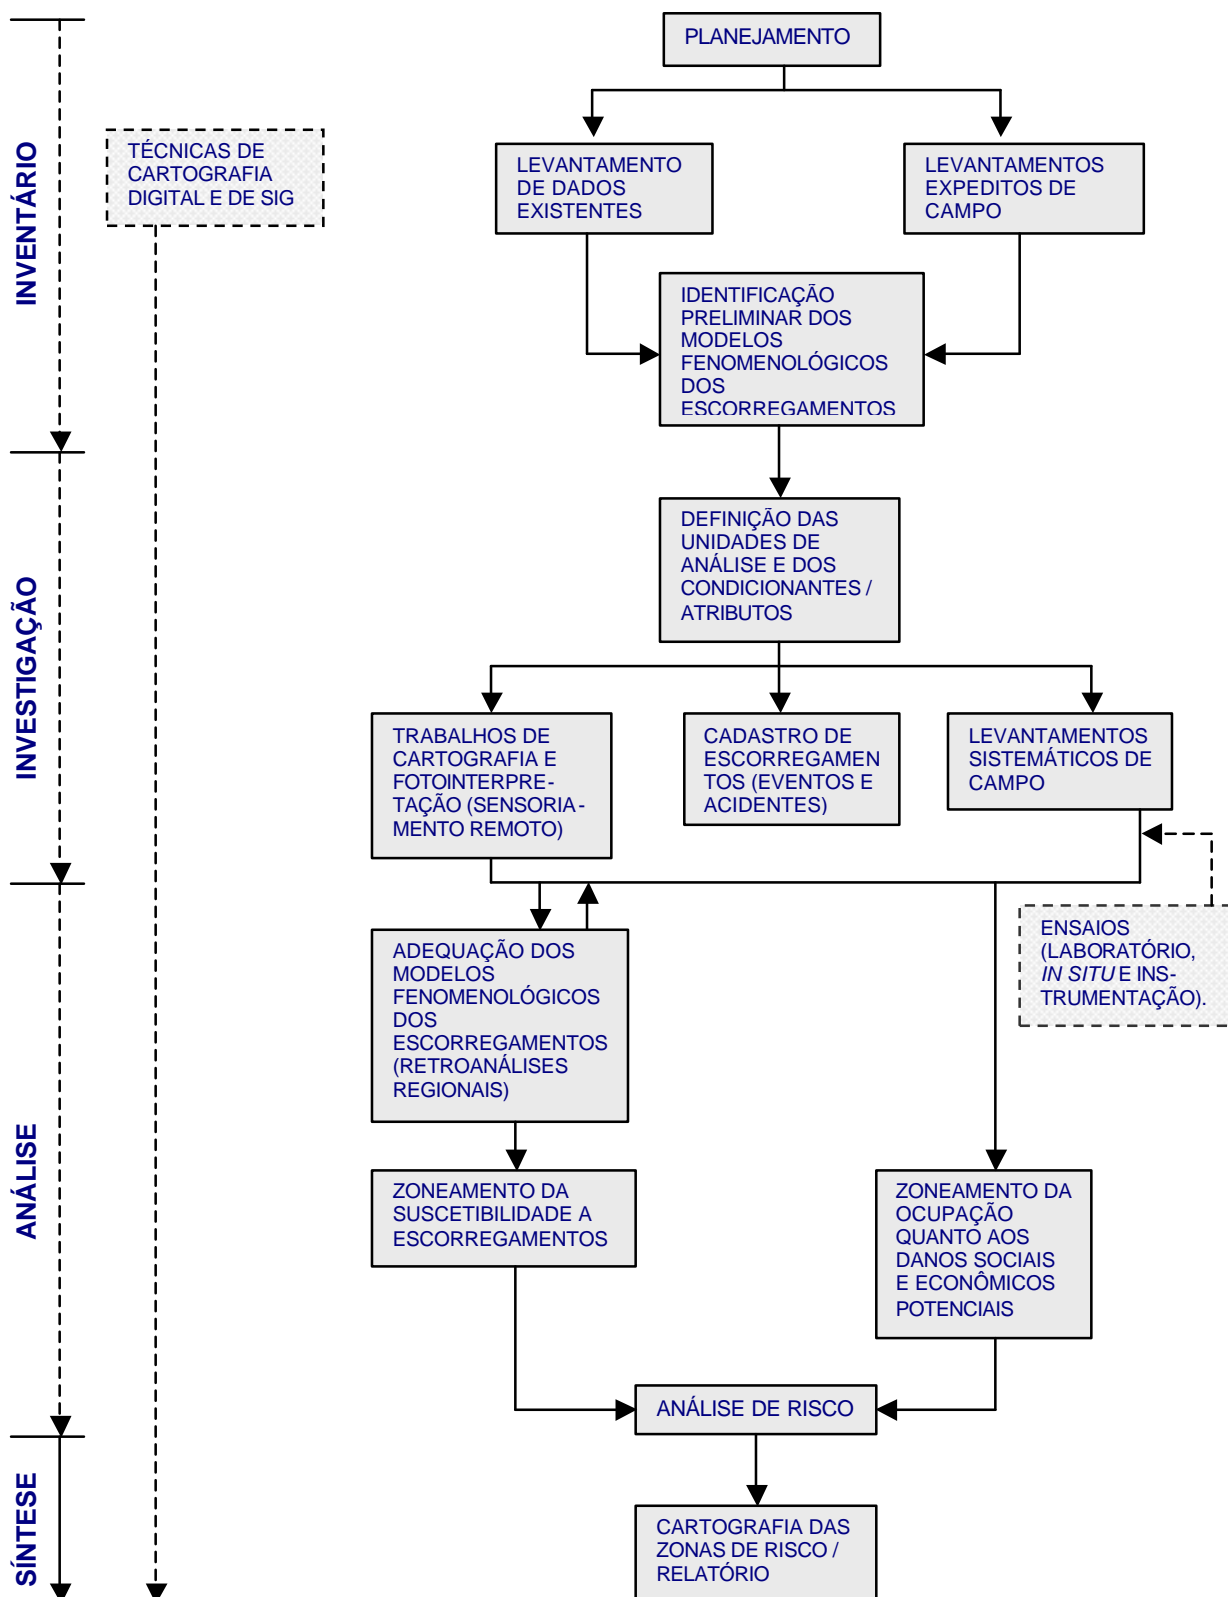 PLANEJAMENTO
INVENTÁRIO
TÉCNICAS DE
CARTOGRAFIA
DIGITAL E DE SIG
LEVANTAMENTO
DE DADOS
EXISTENTES
LEVANTAMENTOS
EXPEDITOS DE
CAMPO
IDENTIFICAÇÃO
PRELIMINAR DOS
MODELOS
FENOMENOLÓGICOS
DOS
ESCORREGAMENTOS
INVESTIGAÇÃO
DEFINIÇÃO DAS
UNIDADES DE
ANÁLISE E DOS
CONDICIONANTES /
ATRIBUTOS
TRABALHOS DE
CARTOGRAFIA E
FOTOINTERPRE-
TAÇÃO (SENSORIA-
MENTO REMOTO)
CADASTRO DE
ESCORREGAMEN
TOS (EVENTOS E
ACIDENTES)
LEVANTAMENTOS
SISTEMÁTICOS DE
CAMPO
ENSAIOS
(LABORATÓRIO,
IN SITU E INS-
TRUMENTAÇÃO).
ANÁLISE
ADEQUAÇÃO DOS
MODELOS
FENOMENOLÓGICOS
DOS
ESCORREGAMENTOS
(RETROANÁLISES
REGIONAIS)
ZONEAMENTO DA
SUSCETIBILIDADE A
ESCORREGAMENTOS
ZONEAMENTO DA
OCUPAÇÃO
QUANTO AOS
DANOS SOCIAIS
E ECONÔMICOS
POTENCIAIS
ANÁLISE DE RISCO
SÍNTESE
CARTOGRAFIA DAS
ZONAS DE RISCO /
RELATÓRIO